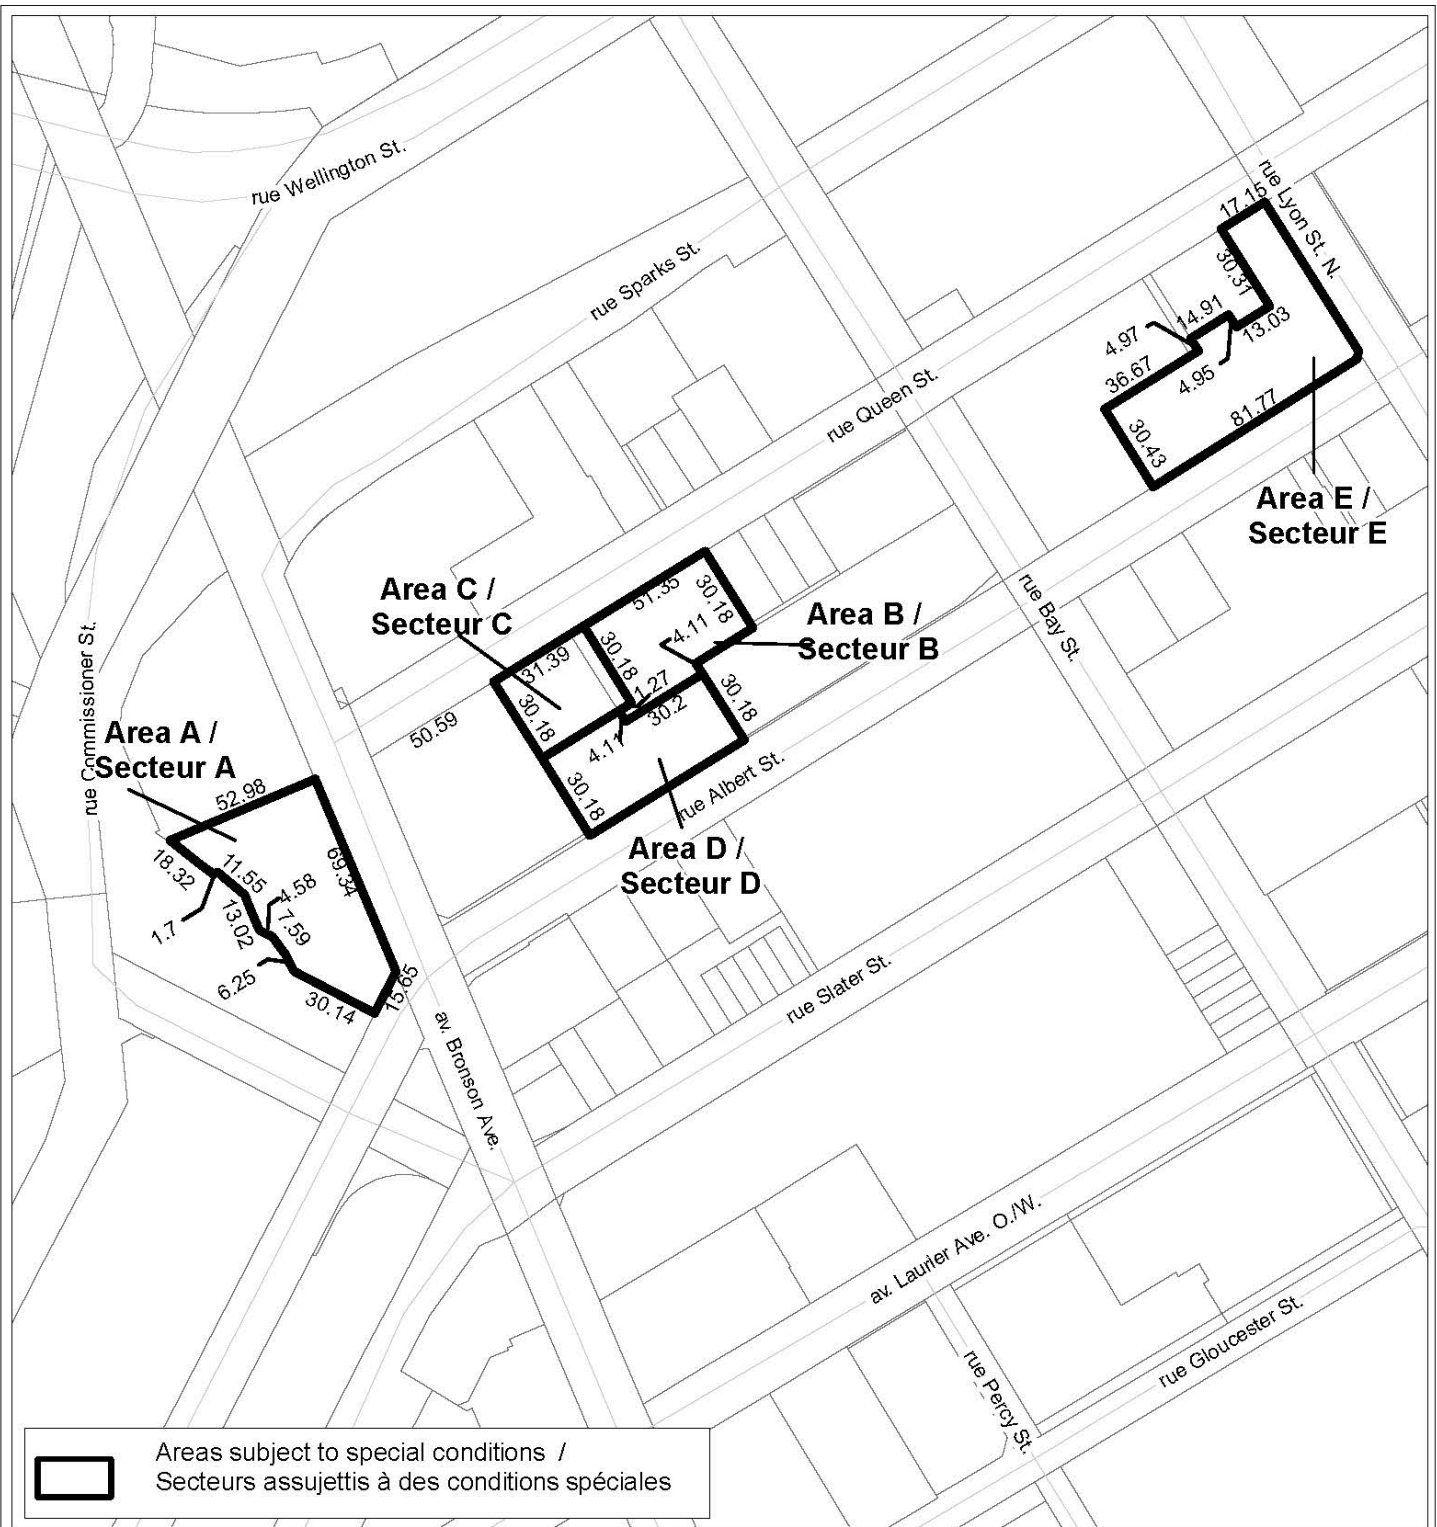 rue Wellington St.
rue Sparks St.
rue Lyon St. N.
17.15
30.31
14.91
13.03
4.97
4.95
36.67
81.77
30.43
Area E /
Secteur E
rue Queen St.
rue Bay St.
Area C /
Secteur C
51.35
30.18
4.11
Area B /
Secteur B
31.39
30.18
1.27
30.18
30.2
30.18
4.11
30.18
50.59
rue Albert St.
Area D /
Secteur D
rue Commissioner St.
Area A /
Secteur A
52.98
18.32
11.55
69.34
4.58
1.7
13.02
7.59
6.25
30.14
15.65
av. Bronson Ave.
rue Slater St.
av. Laurier Ave. O./W.
rue Gloucester St.
rue Percy St.
Areas subject to special conditions /
Secteurs assujettis à des conditions spéciales